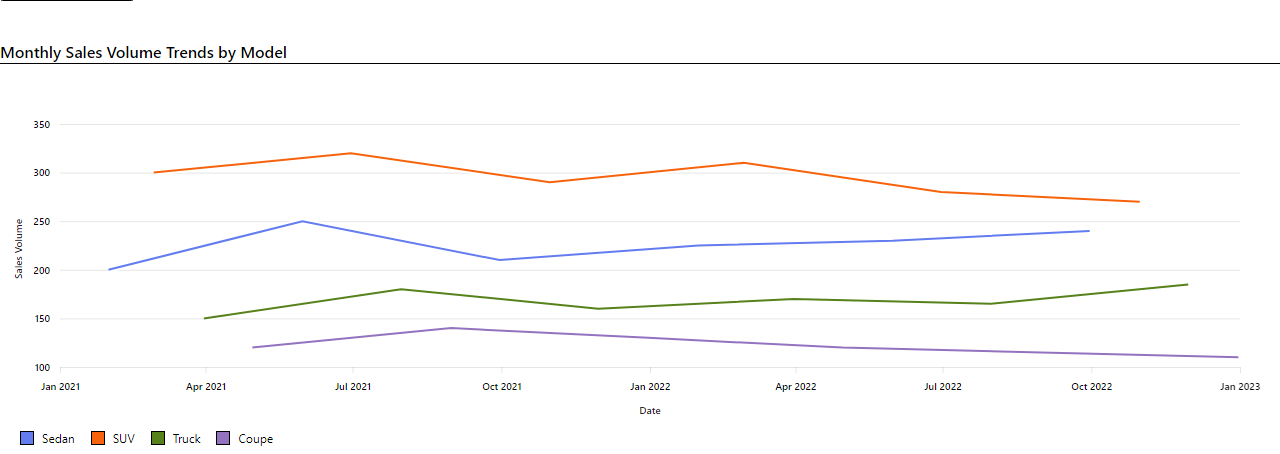 Monthly Sales Volume Trends by Model
350
300
250
200
150
100
Sales Volume
Jan 2021 Apr 2021 Jul 2021 Oct 2021 Jan 2022 Apr 2022 Jul 2022 Oct 2022 Jan 2023
Date
Sedan SUV Truck Coupe